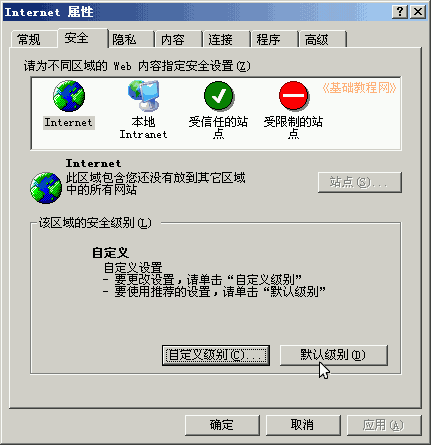 Internet 属性
常规 安全 隐私 内容 连接 程序 高级
请为不同区域的 Web 内容指定安全设置(Z)
《基础教程网》
Internet
本地
Intranet
受信任的站
点
受限制的站
点
Internet
此区域包含您还没有放到其它区域
中的所有网站
站点(S)...
该区域的安全级别(L)
自定义
自定义设置
- 要更改设置,请单击“自定义级别”
- 要使用推荐的设置,请单击“默认级别”
自定义级别(C)... 默认级别(D)
确定 取消 应用(A)